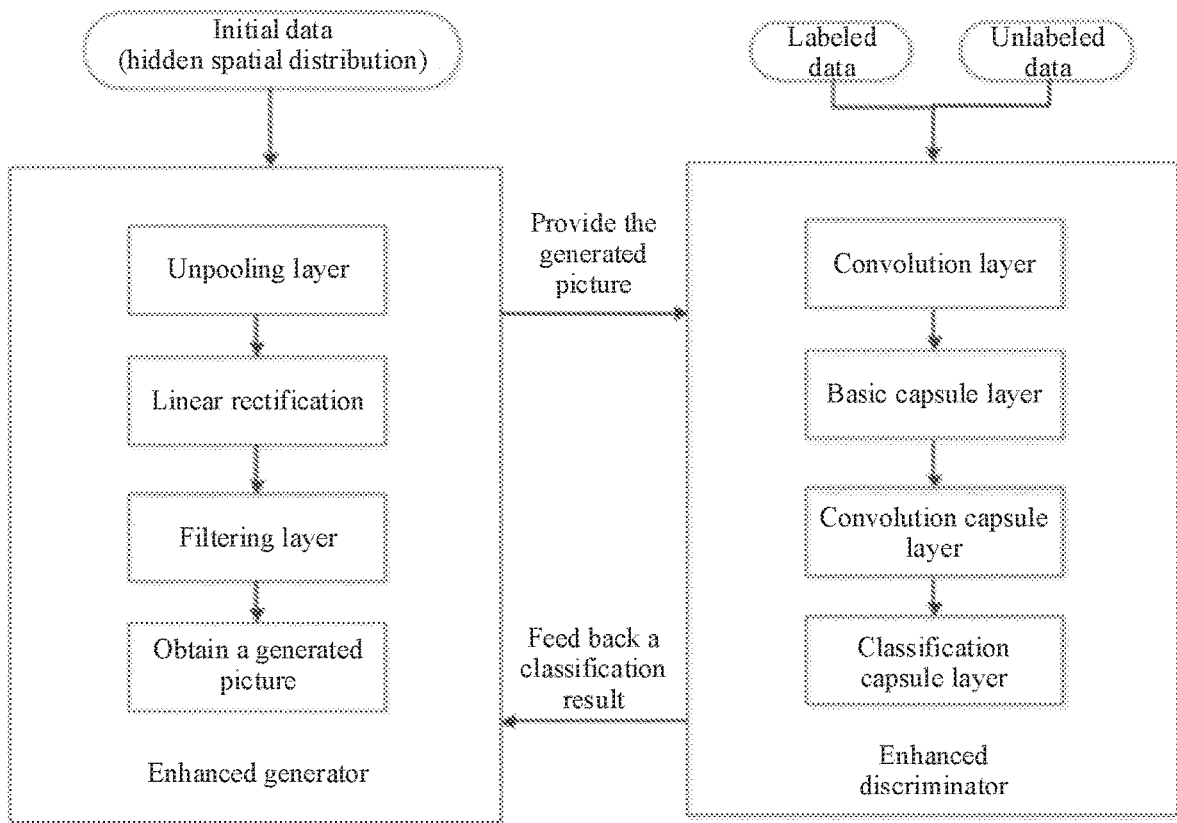 Initial data
(hidden spatial distribution)
Labeled
data
Unlabeled
data
Unpooling layer
Linear rectification
Filtering layer
Obtain a generated
picture
Enhanced generator
Provide the
generated
picture
Feed back a
classification
result
Convolution layer
Basic capsule layer
Convolution capsule
layer
Classification
capsule layer
Enhanced
discriminator